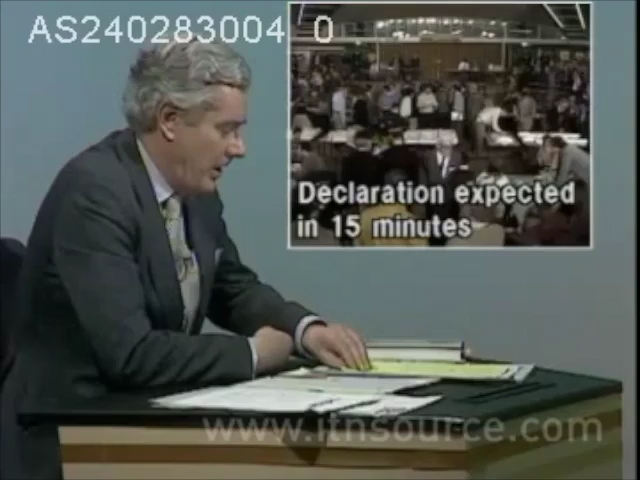 AS240283004 0
Declaration expected
in 15 minutes
www.itnsource.com